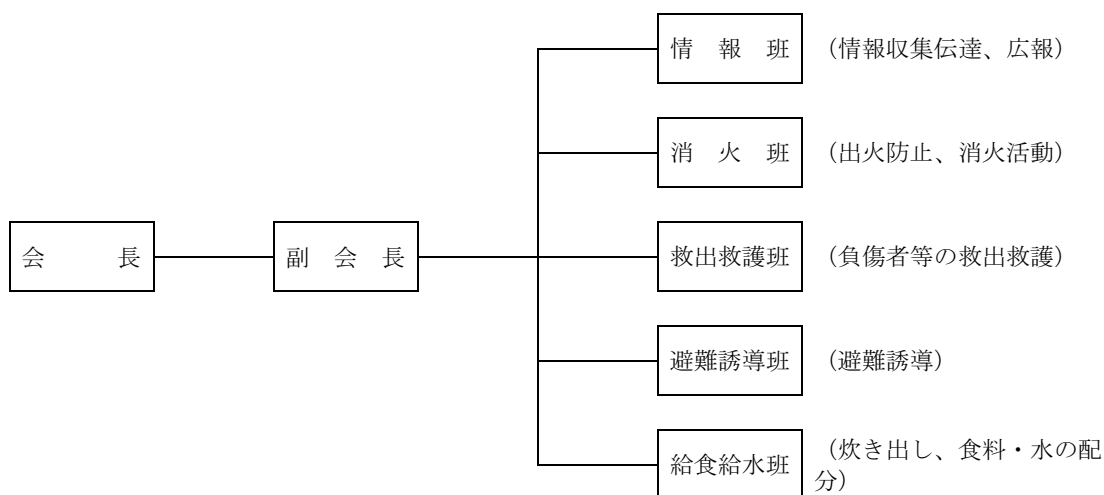 情　報　班　（情報収集伝達、広報）
消　火　班　（出火防止、消火活動）
会　　　長　副　会　長　救出救護班　（負傷者等の救出救護）
避難誘導班　（避難誘導）
給食給水班　（炊き出し、食料・水の配
分）